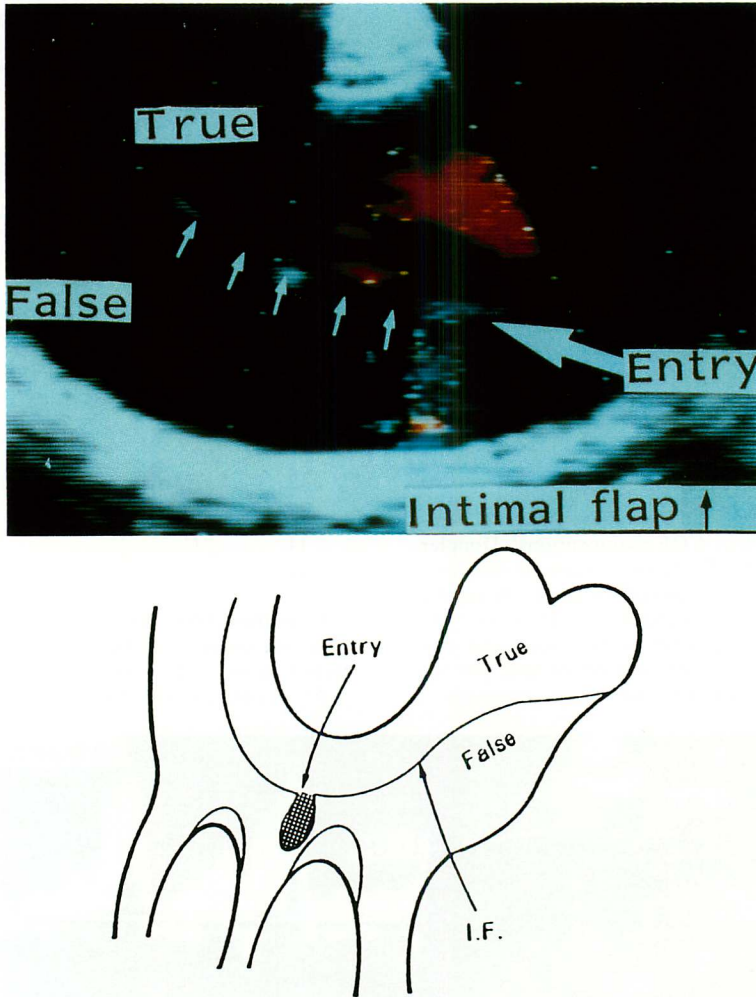 True
False
Entry
Intimal flap ↑
Entry
True
False
I.F.